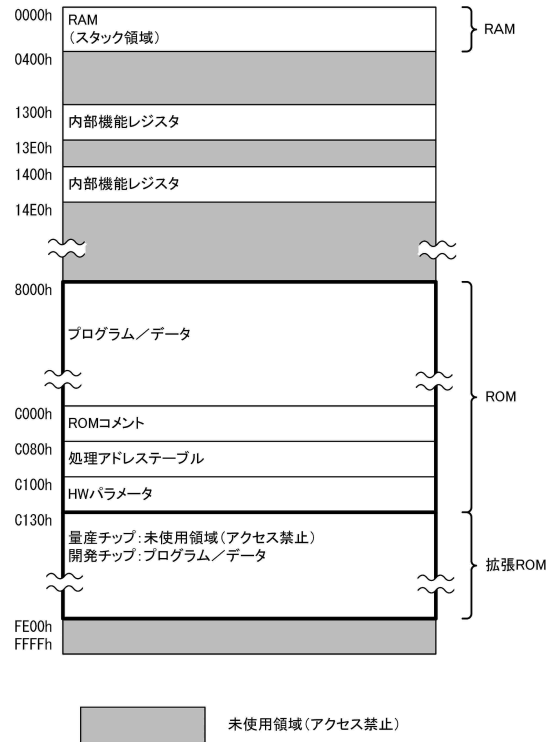 0000h
RAM
(スタック領域)
RAM
0400h
1300h
内部機能レジスタ
13E0h
1400h
内部機能レジスタ
14E0h
8000h
プログラム／データ
ROM
C000h
ROMコメント
C080h
処理アドレステーブル
C100h
HWパラメータ
C130h
量産チップ:未使用領域(アクセス禁止)
開発チップ:プログラム／データ
拡張ROM
FE00h
FFFFh
未使用領域(アクセス禁止)